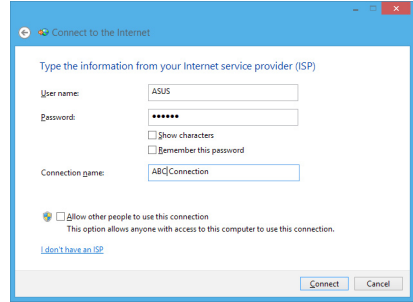 Connect to the Internet
Type the information from your Internet service provider (ISP)
User name: ASUS
Password: ••••••
Show characters
Remember this password
Connection name: ABC Connection
Allow other people to use this connection
This option allows anyone with access to this computer to use this connection.
I don't have an ISP
Connect Cancel